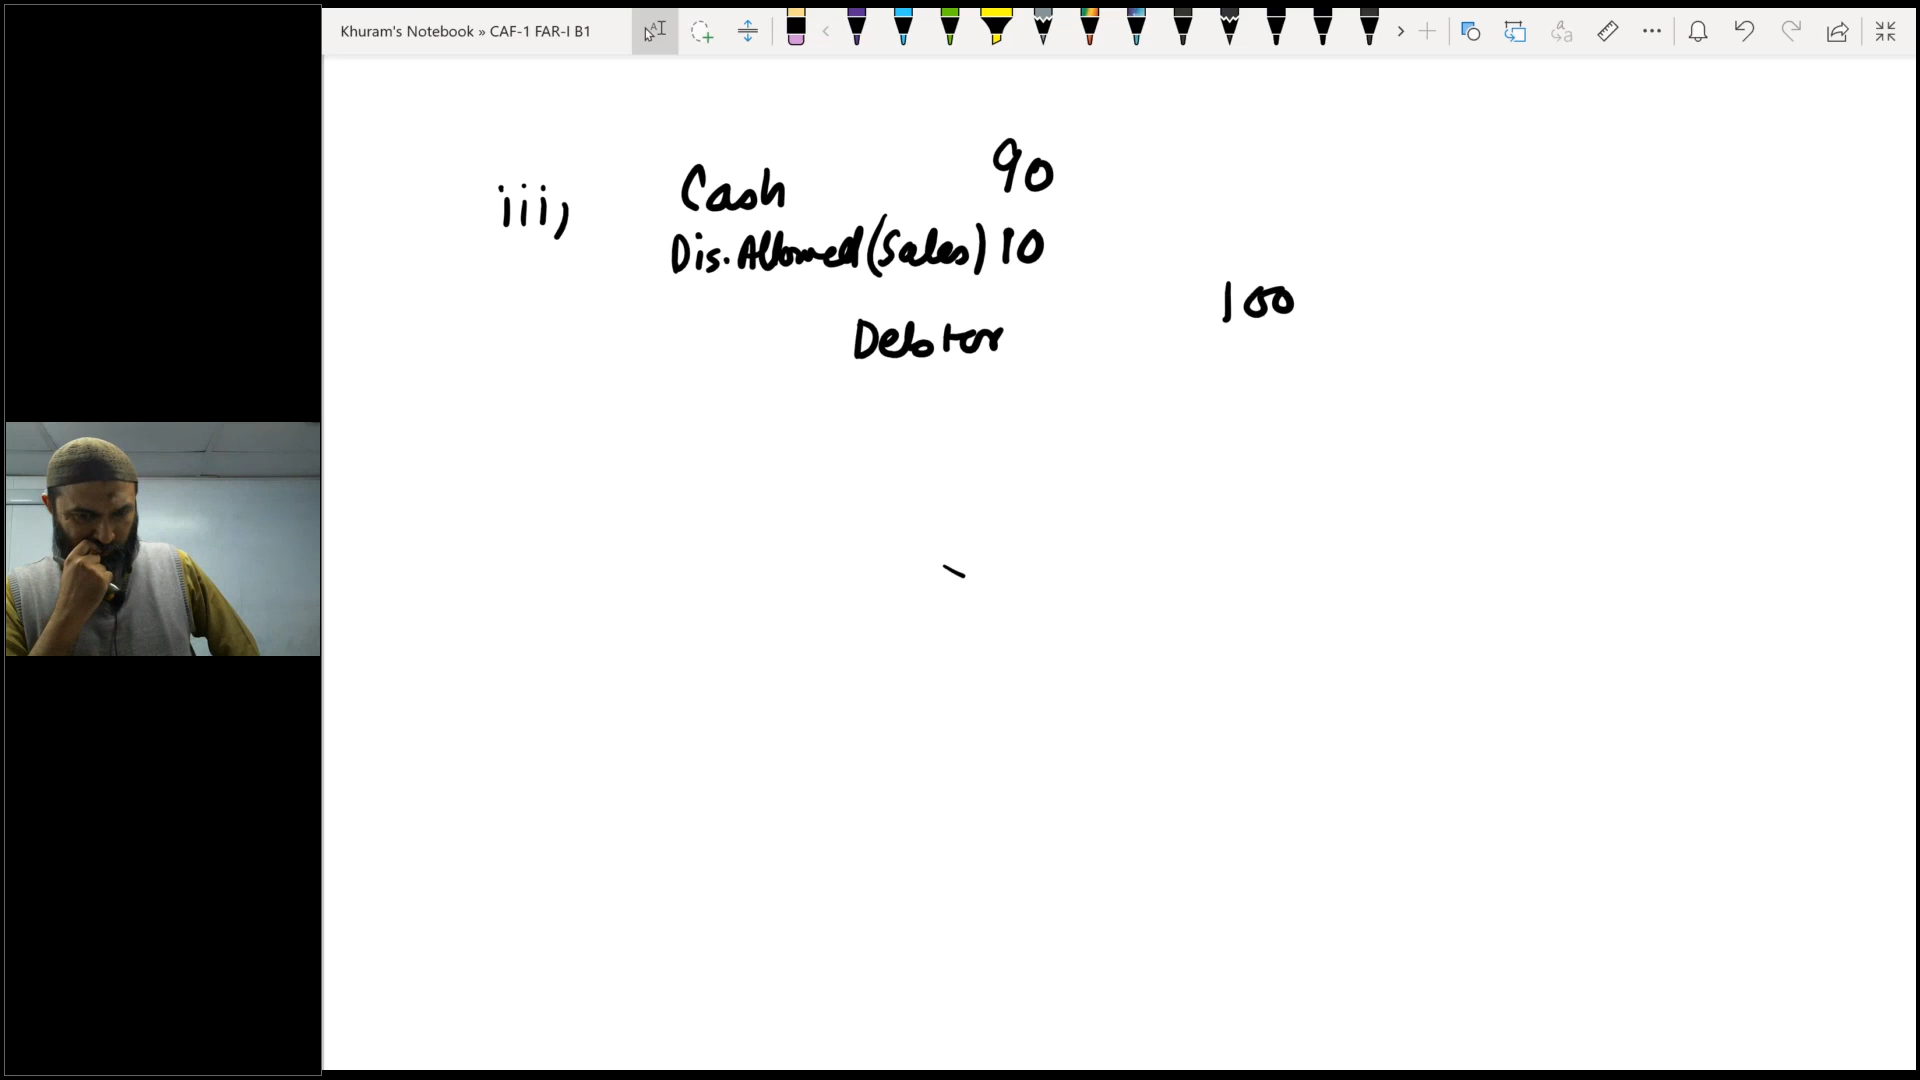 Khuram's Notebook » CAF-1 FAR-I B1
iii, Cash 90
Dis. Allowed (Sales) 10
Debtor 100